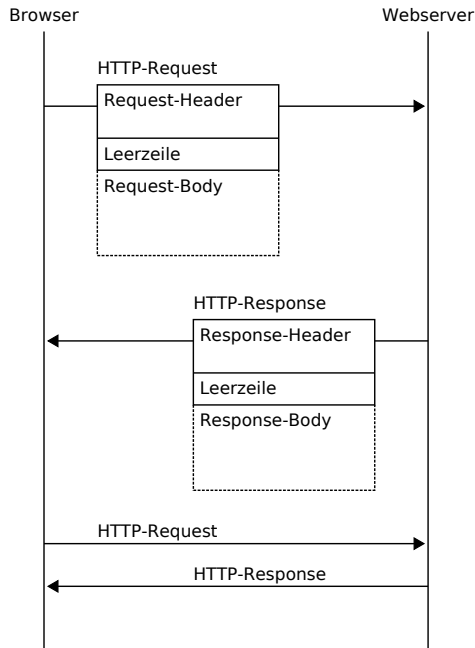 Browser
Webserver
HTTP-Request
Request-Header
Leerzeile
Request-Body
HTTP-Response
Response-Header
Leerzeile
Response-Body
HTTP-Request
HTTP-Response